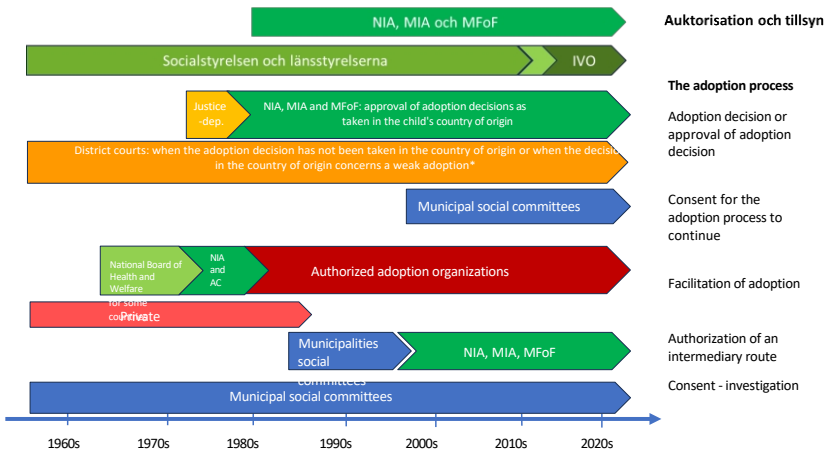 NIA, MIA och MFoF
Auktorisation och tillsyn
Socialstyrelsen och länsstyrelserna
IVO
The adoption process
Justice
-dep.
NIA, MIA and MFoF: approval of adoption decisions as
taken in the child's country of origin
Adoption decision or
approval of adoption
decision
District courts: when the adoption decision has not been taken in the country of origin or when the decisio
in the country of origin concerns a weak adoption*
Municipal social committees
Consent for the
adoption process to
continue
National Board of
Health and
Welfare
for some
countries
NIA
and
AC
Authorized adoption organizations
Facilitation of adoption
Private
Municipalities
social
committees
NIA, MIA, MFoF
Authorization of an
intermediary route
Municipal social committees
Consent - investigation
1960s
1970s
1980s
1990s
2000s
2010s
2020s